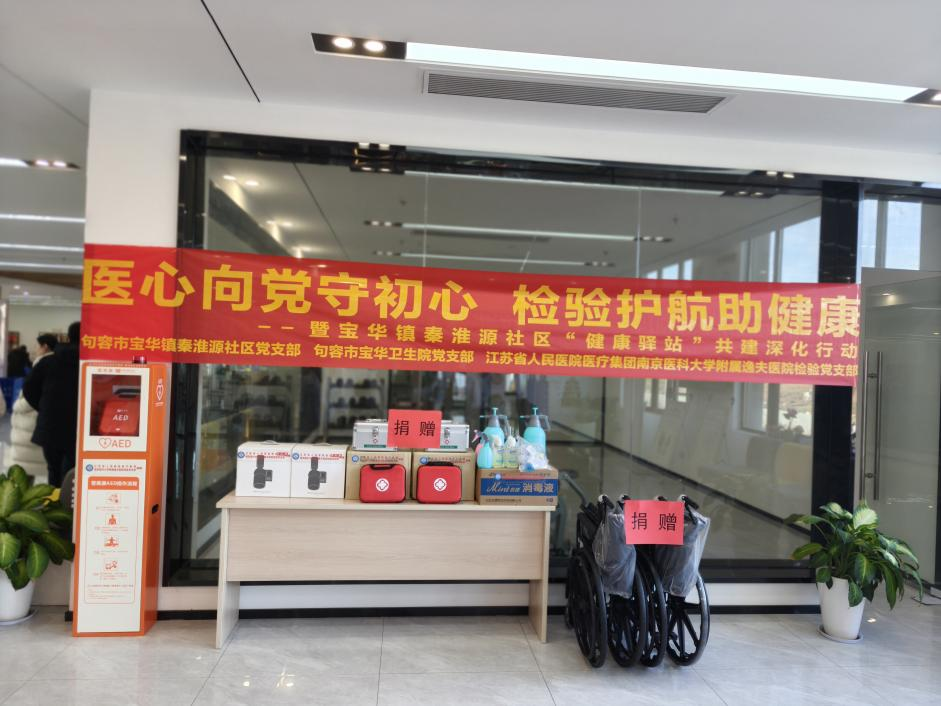 医心向党守初心 检验护航助健康
——暨宝华镇秦淮源社区“健康驿站”共建深化行动
句容市宝华镇秦淮源社区党支部 句容市宝华卫生院党支部 江苏省人民医院医疗集团南京医科大学附属逸夫医院检验党支部
捐赠
AED
AED
消毒液
捐赠